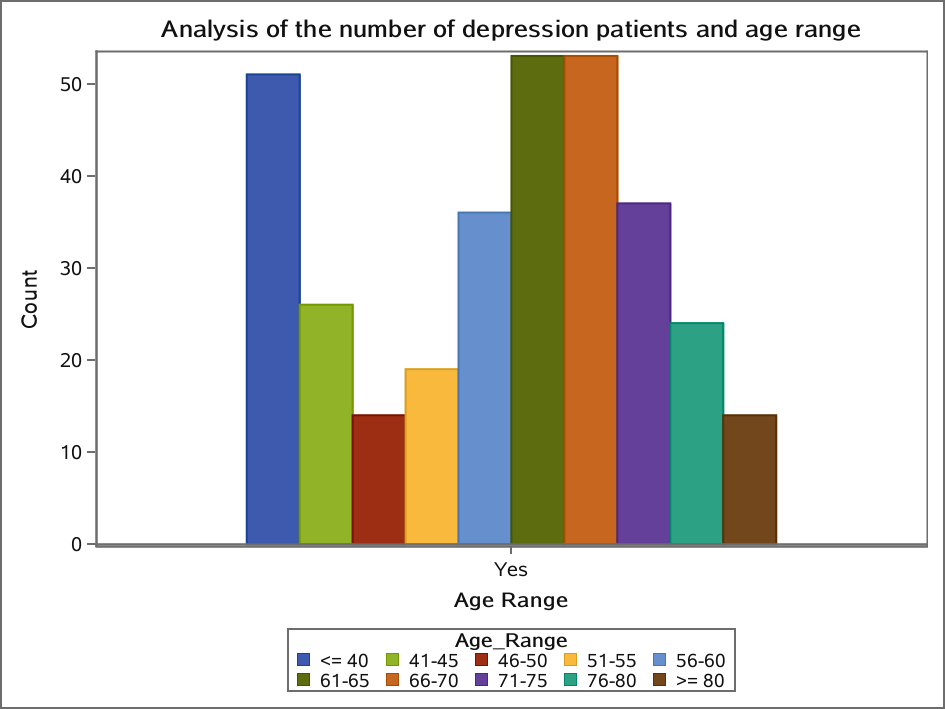 Analysis of the number of depression patients and age range
50
40
30
20
10
0
Count
Yes
Age Range
Age_Range
<= 40 41-45 46-50 51-55 56-60
61-65 66-70 71-75 76-80 >= 80